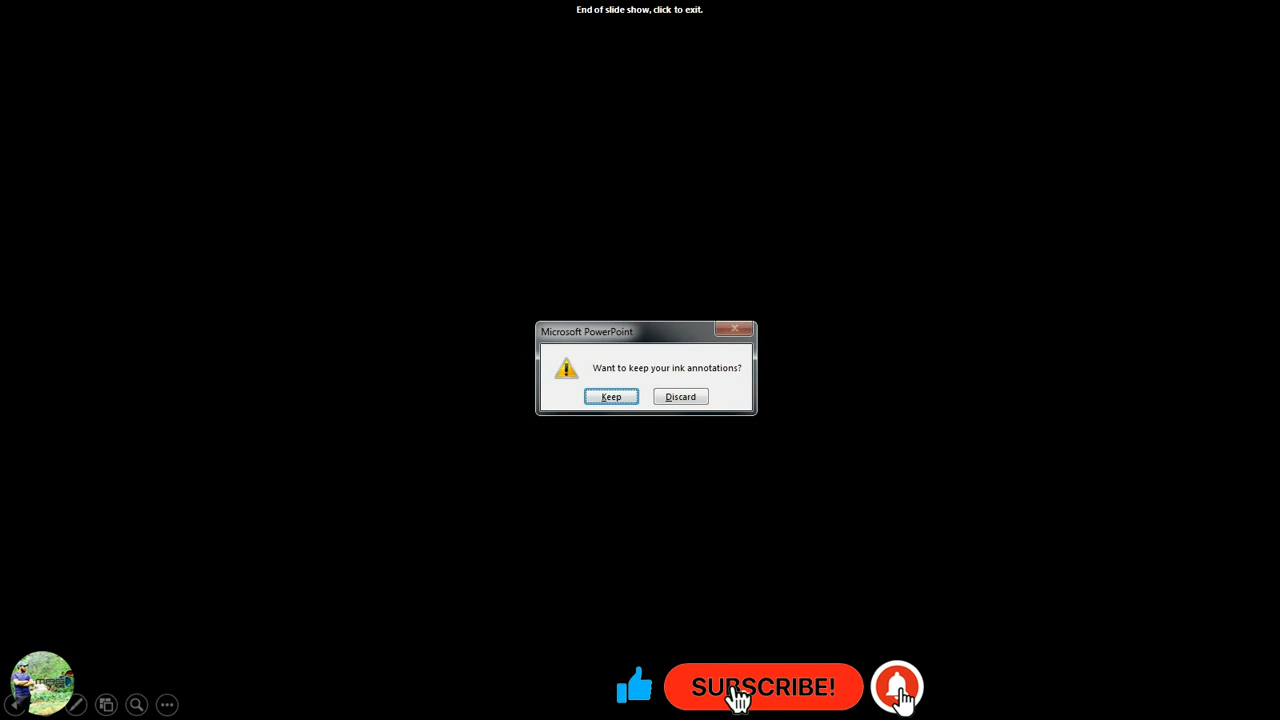 End of slide show, click to exit.
Microsoft PowerPoint
Want to keep your ink annotations?
Keep
Discard
SUBSCRIBE!